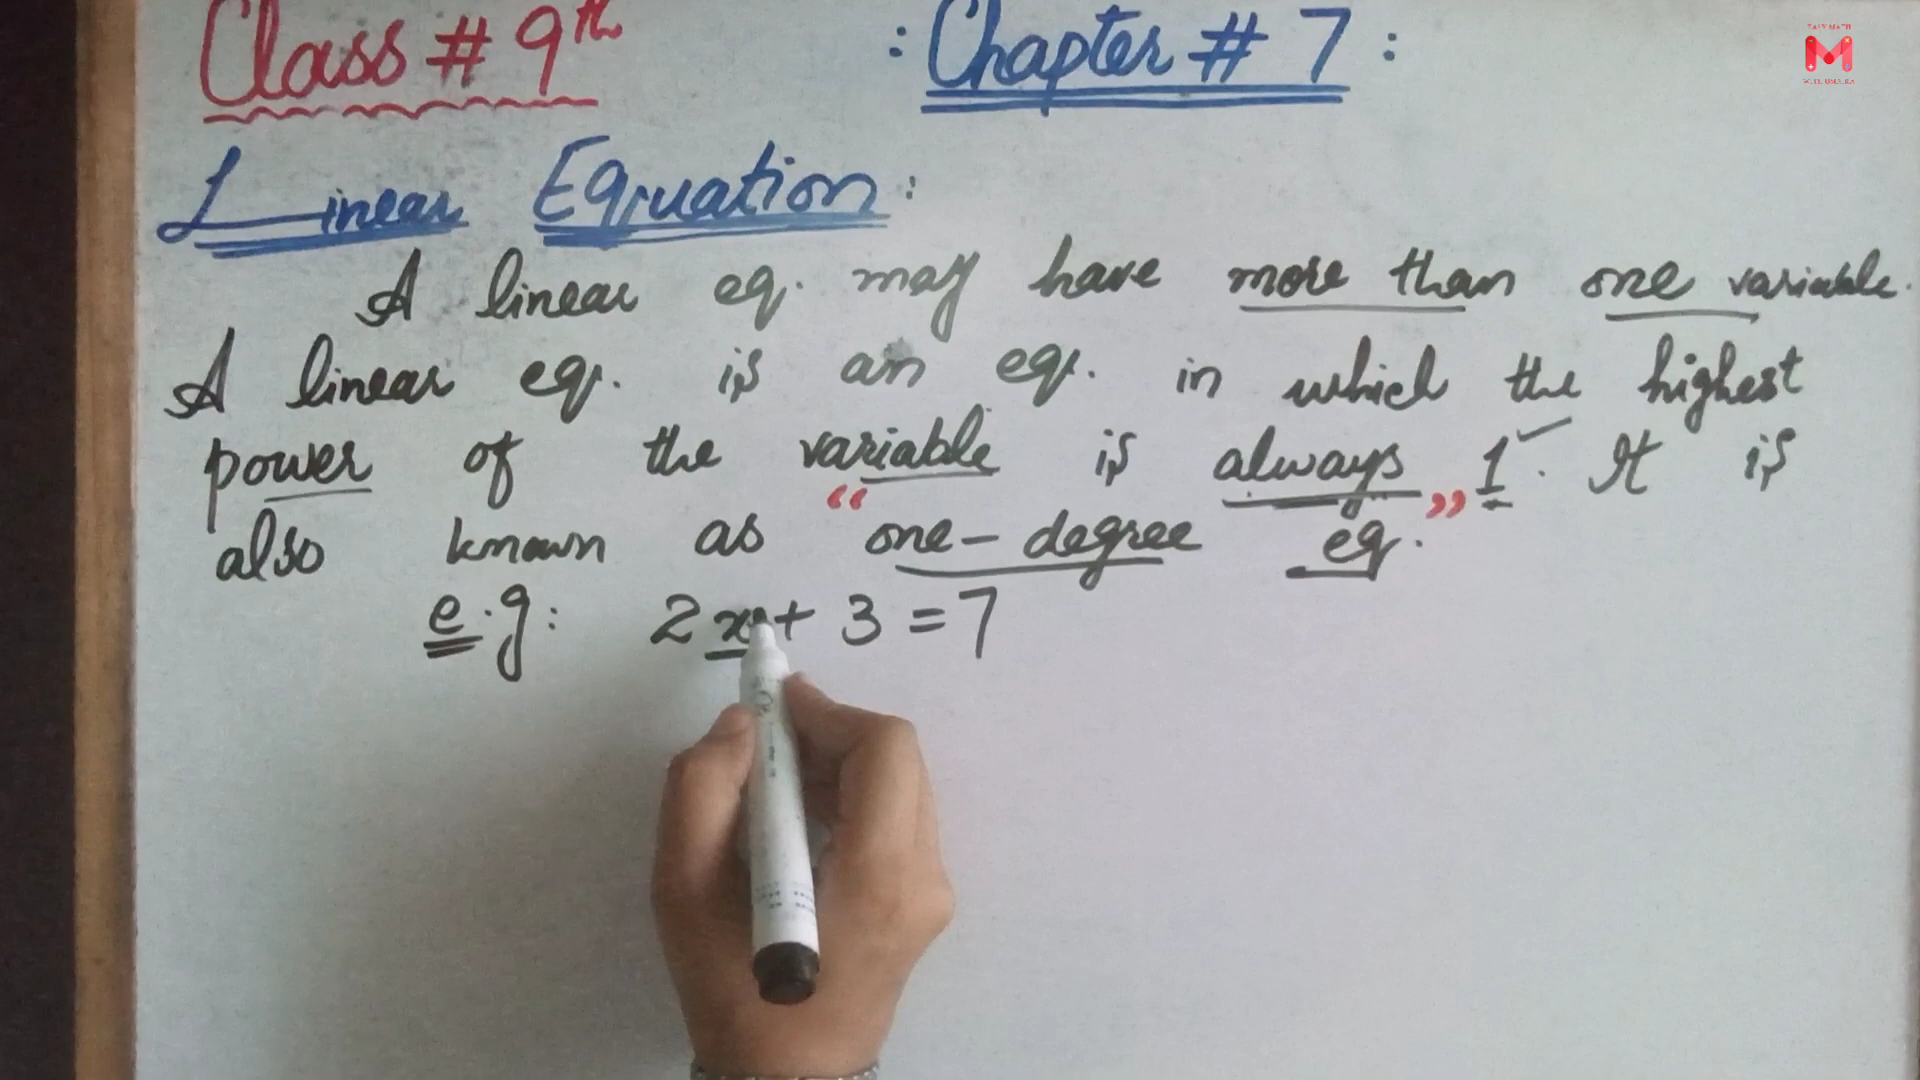 Class # 9th : Chapter # 7 :
Linear Equation :
A linear eq. may have more than one variable.
A linear eq. is an eq. in which the highest
power of the variable is always 1. It is
also known as "one-degree eq."
e.g: 2x + 3 = 7